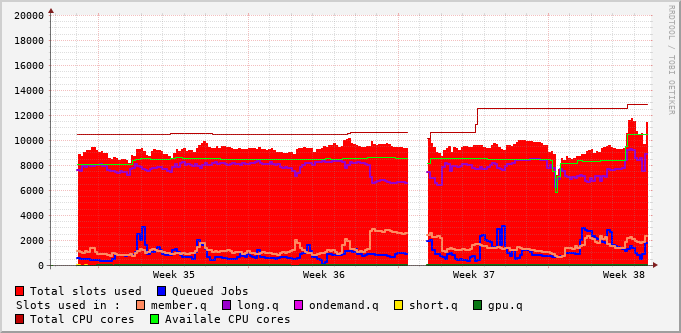 20000
18000
16000
14000
12000
10000
8000
6000
4000
2000
0
Week 35 Week 36 Week 37 Week 38
RRDTOOL / TOBI OETIKER
Total slots used Queued Jobs
Slots used in : member.q long.q ondemand.q short.q gpu.q
Total CPU cores Availale CPU cores